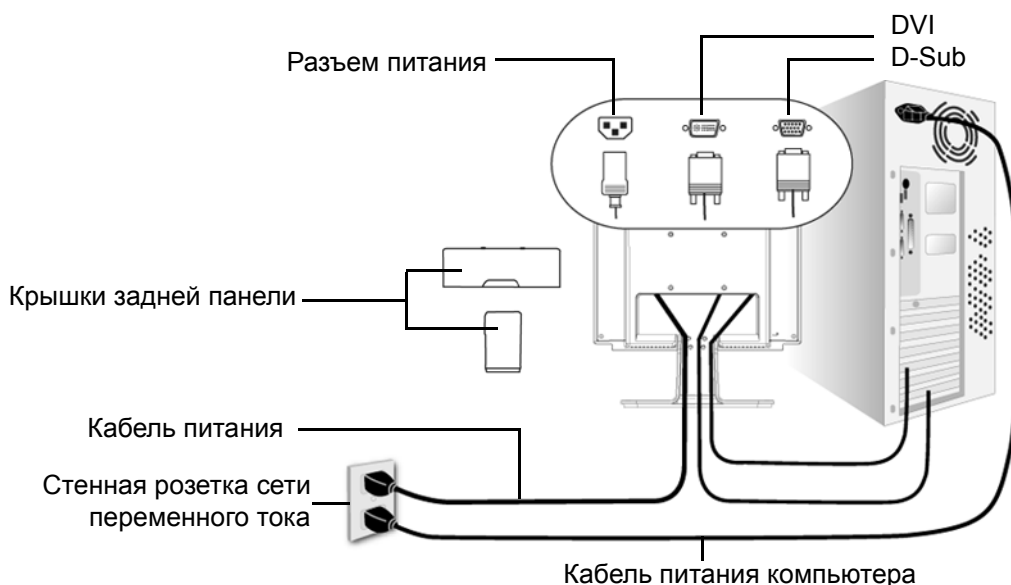 DVI
D-Sub
Разъем питания
Крышки задней панели
Кабель питания
Стенная розетка сети
переменного тока
Кабель питания компьютера